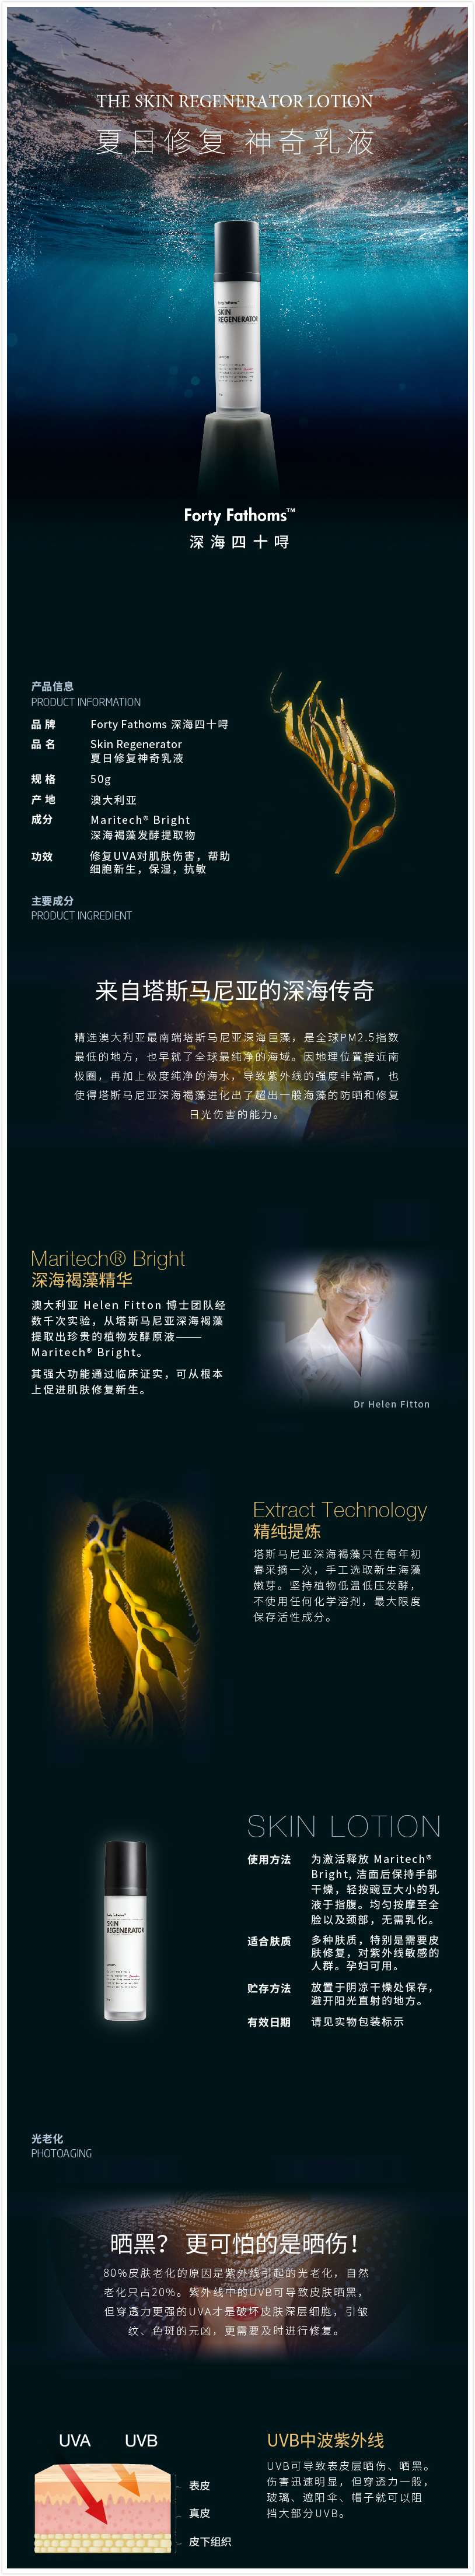 THE SKIN REGENERATOR LOTION
夏日修复 神奇乳液
Forty Fathoms™
SKIN
REGENERATOR
Forty Fathoms™
深海四十㖊
产品信息
PRODUCT INFORMATION
品 牌 Forty Fathoms 深海四十㖊
品 名 Skin Regenerator
夏日修复神奇乳液
规 格 50g
产 地 澳大利亚
成分 Maritech® Bright
深海褐藻发酵提取物
功效 修复UVA对肌肤伤害，帮助
细胞新生，保湿，抗敏
主要成分
PRODUCT INGREDIENT
来自塔斯马尼亚的深海传奇
精选澳大利亚最南端塔斯马尼亚深海巨藻，是全球PM2.5指数
最低的地方，也早就了全球最纯净的海域。因地理位置接近南
极圈，再加上极度纯净的海水，导致紫外线的强度非常高，也
使得塔斯马尼亚深海褐藻进化出了超出一般海藻的防晒和修复
日光伤害的能力。
Maritech® Bright
深海褐藻精华
澳大利亚 Helen Fitton 博士团队经
数千次实验，从塔斯马尼亚深海褐藻
提取出珍贵的植物发酵原液——
Maritech® Bright。
其强大功能通过临床证实，可从根本
上促进肌肤修复新生。
Dr Helen Fitton
Extract Technology
精纯提炼
塔斯马尼亚深海褐藻只在每年初
春采摘一次，手工选取新生海藻
嫩芽。坚持植物低温低压发酵，
不使用任何化学溶剂，最大限度
保存活性成分。
SKIN LOTION
Forty Fathoms™
SKIN
REGENERATOR
使用方法 为激活释放 Maritech®
Bright, 洁面后保持手部
干燥，轻按豌豆大小的乳
液于指腹。均匀按摩至全
脸以及颈部，无需乳化。
适合肤质 多种肤质，特别是需要皮
肤修复，对紫外线敏感的
人群。孕妇可用。
贮存方法 放置于阴凉干燥处保存，
避开阳光直射的地方。
有效日期 请见实物包装标示
光老化
PHOTOAGING
晒黑？ 更可怕的是晒伤！
80%皮肤老化的原因是紫外线引起的光老化，自然
老化只占20%。紫外线中的UVB可导致皮肤晒黑，
但穿透力更强的UVA才是破坏皮肤深层细胞，引皱
纹、色斑的元凶，更需要及时进行修复。
UVA UVB
表皮
真皮
皮下组织
UVB中波紫外线
UVB可导致表皮层晒伤、晒黑。
伤害迅速明显，但穿透力一般，
玻璃、遮阳伞、帽子就可以阻
挡大部分UVB。